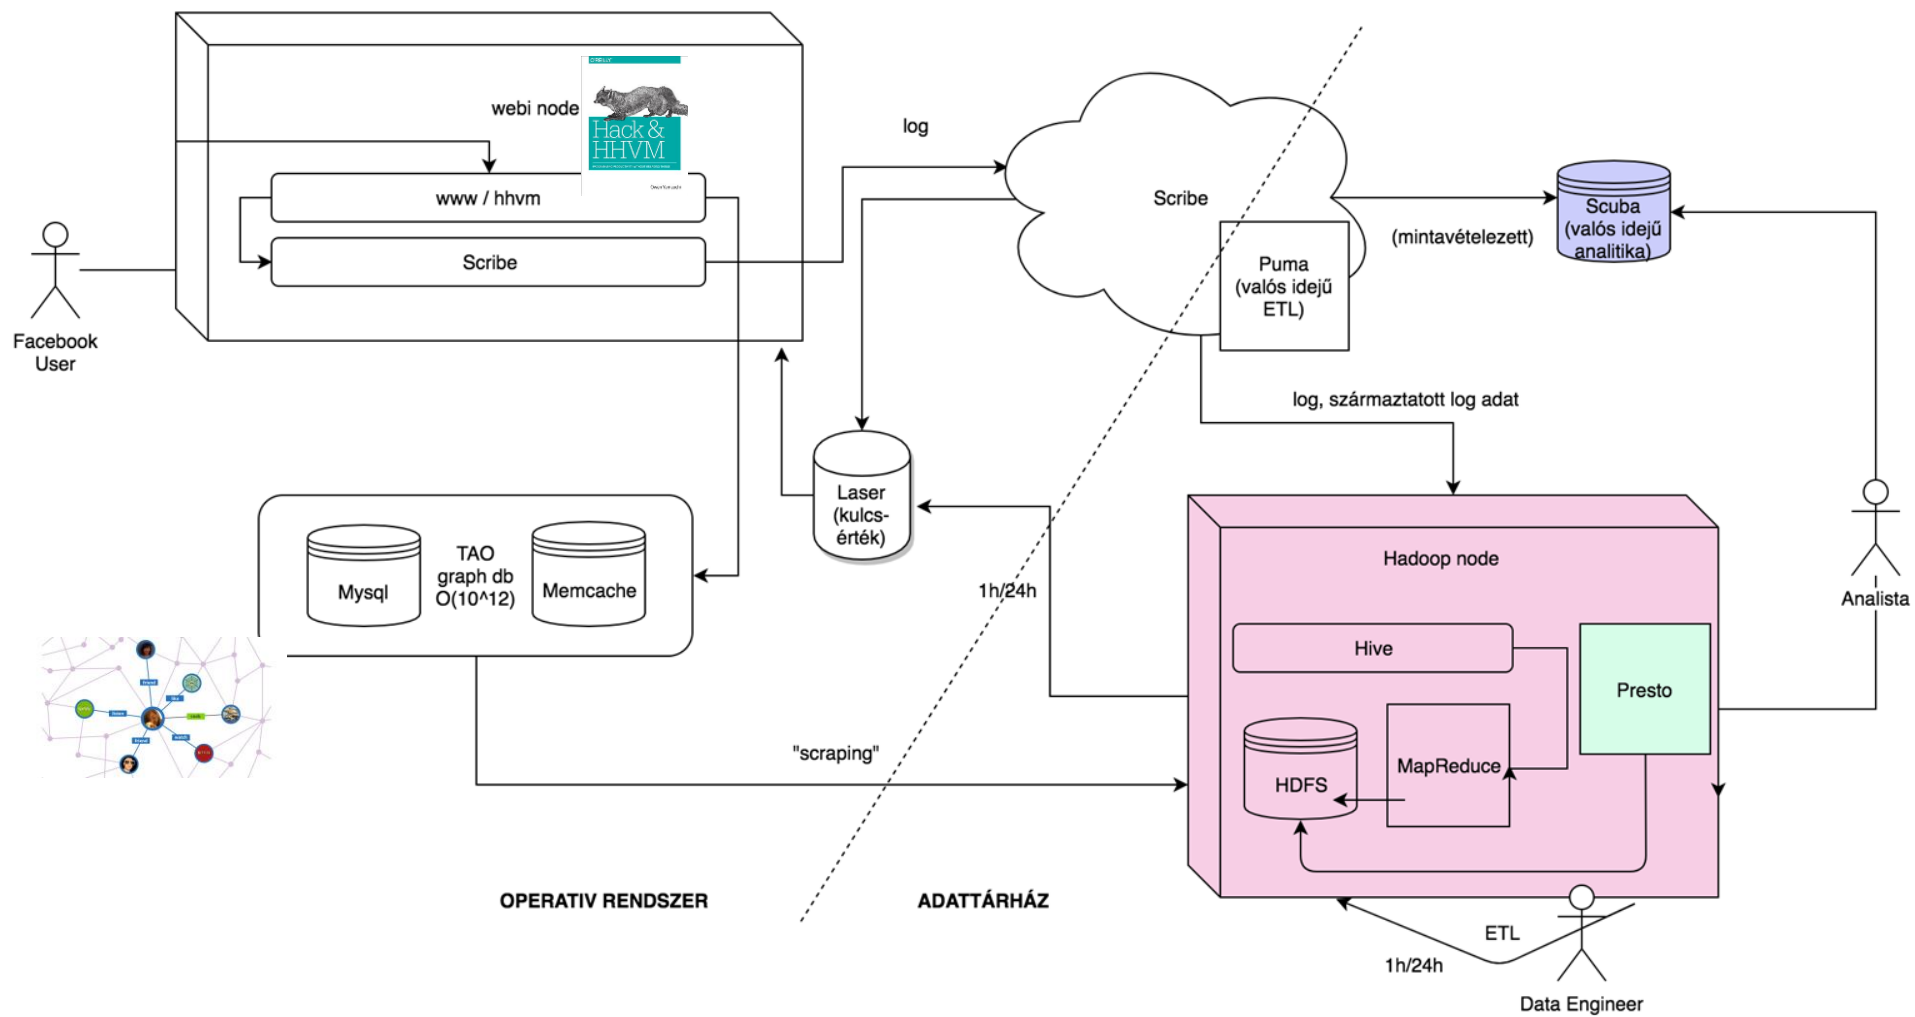 O'REILLY
webi node
Hack &
HHVM
www / hhvm
Scribe
Facebook
User
log
Scribe
Puma
(valós idejű
ETL)
(mintavételezett)
Scuba
(valós idejű
analitika)
log, származtatott log adat
Laser
(kulcs-
érték)
Mysql
TAO
graph db
O(10^12)
Memcache
1h/24h
"scraping"
Hadoop node
Hive
Presto
MapReduce
HDFS
Analista
OPERATIV RENDSZER
ADATTÁRHÁZ
ETL
1h/24h
Data Engineer